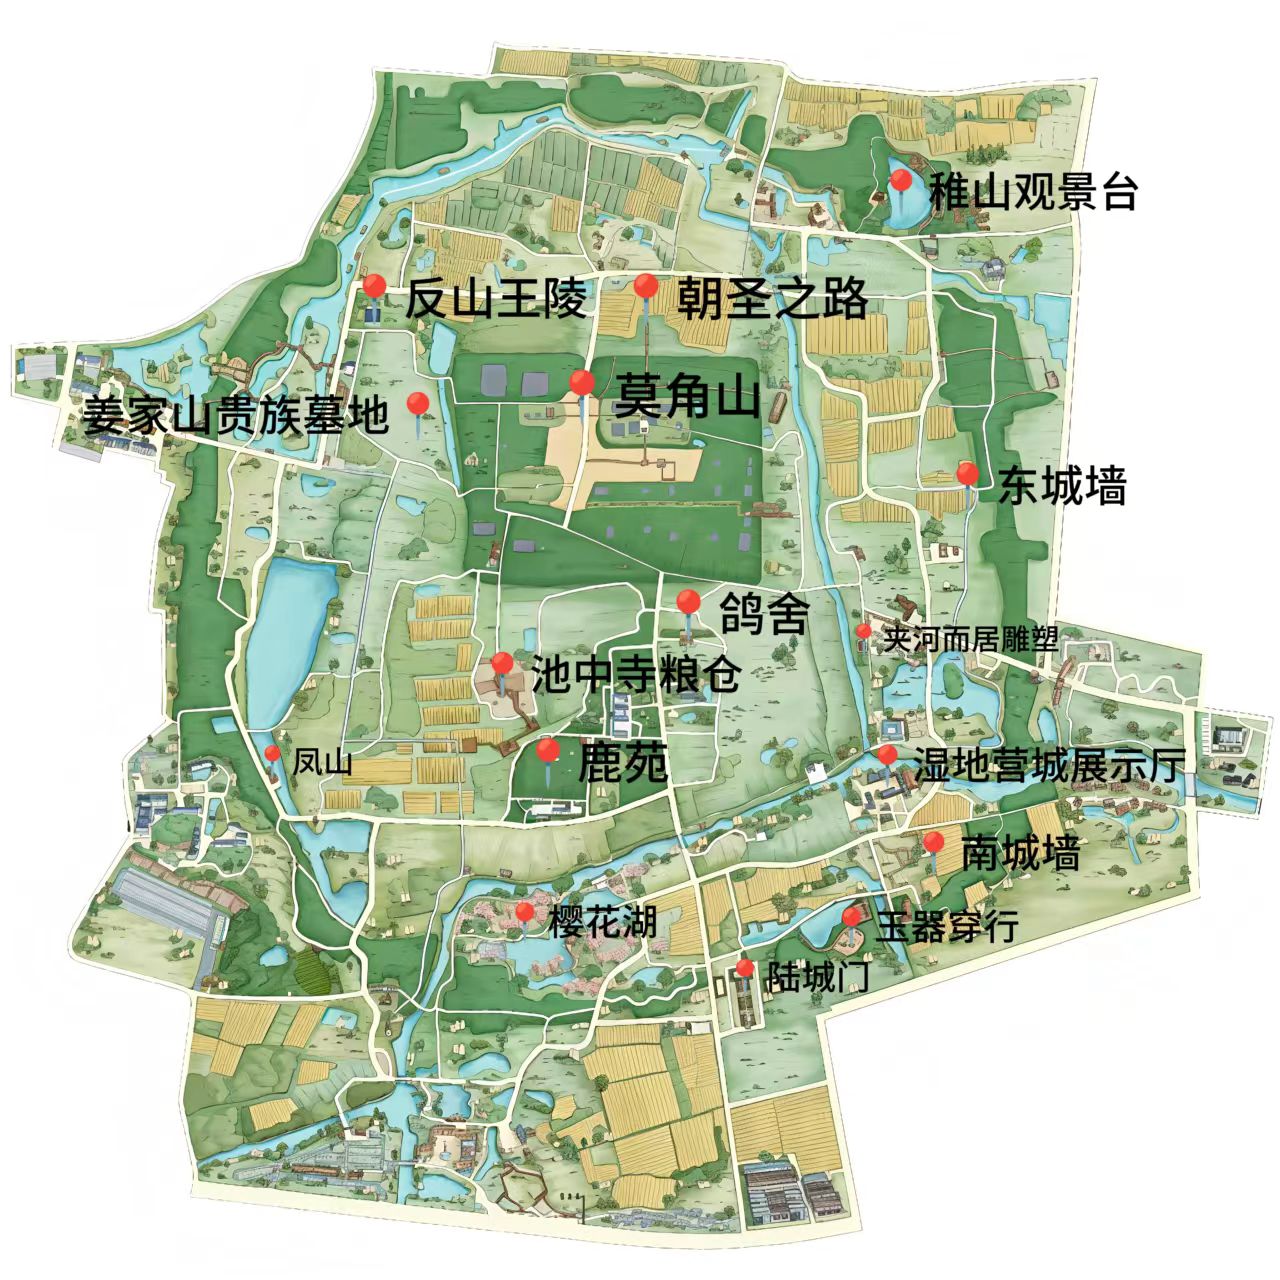 稚山观景台
反山王陵
朝圣之路
莫角山
姜家山贵族墓地
东城墙
鸽舍
夹河而居雕塑
池中寺粮仓
凤山
鹿苑
湿地营城展示厅
南城墙
樱花湖
玉器穿行
陆城门